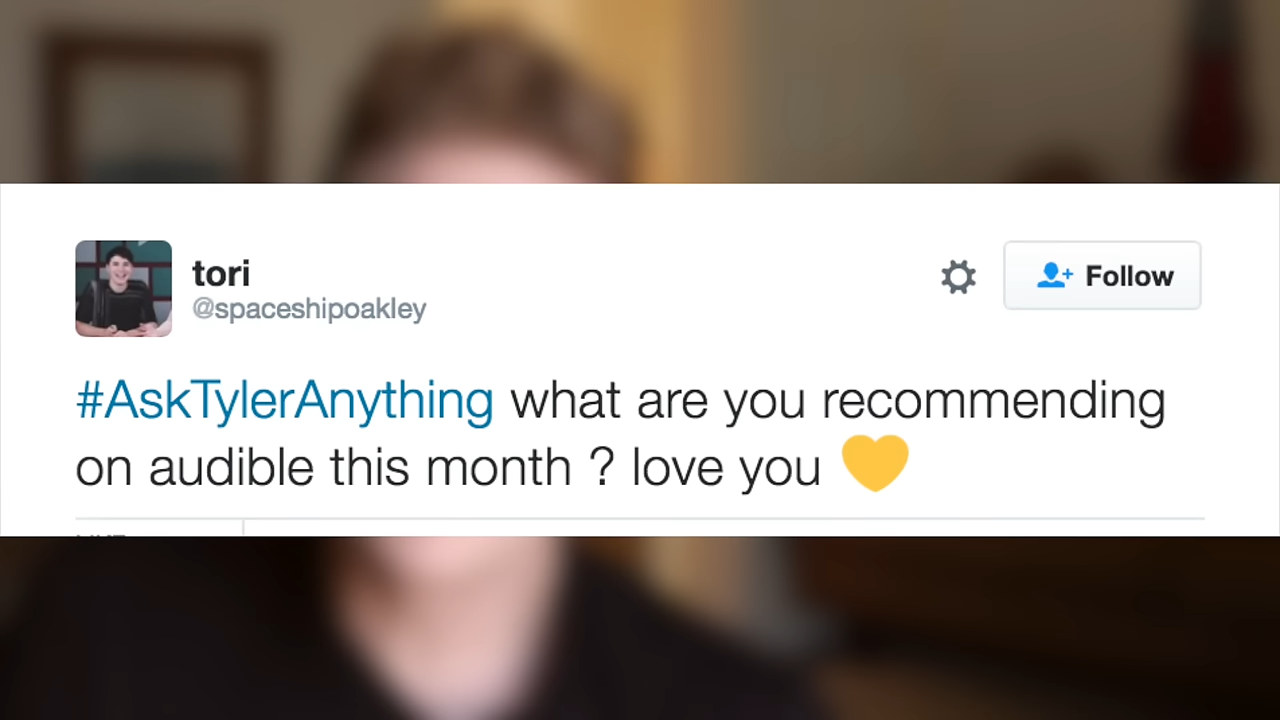 tori
@spaceshipoakley
Follow
#AskTylerAnything what are you recommending
on audible this month ? love you 💛